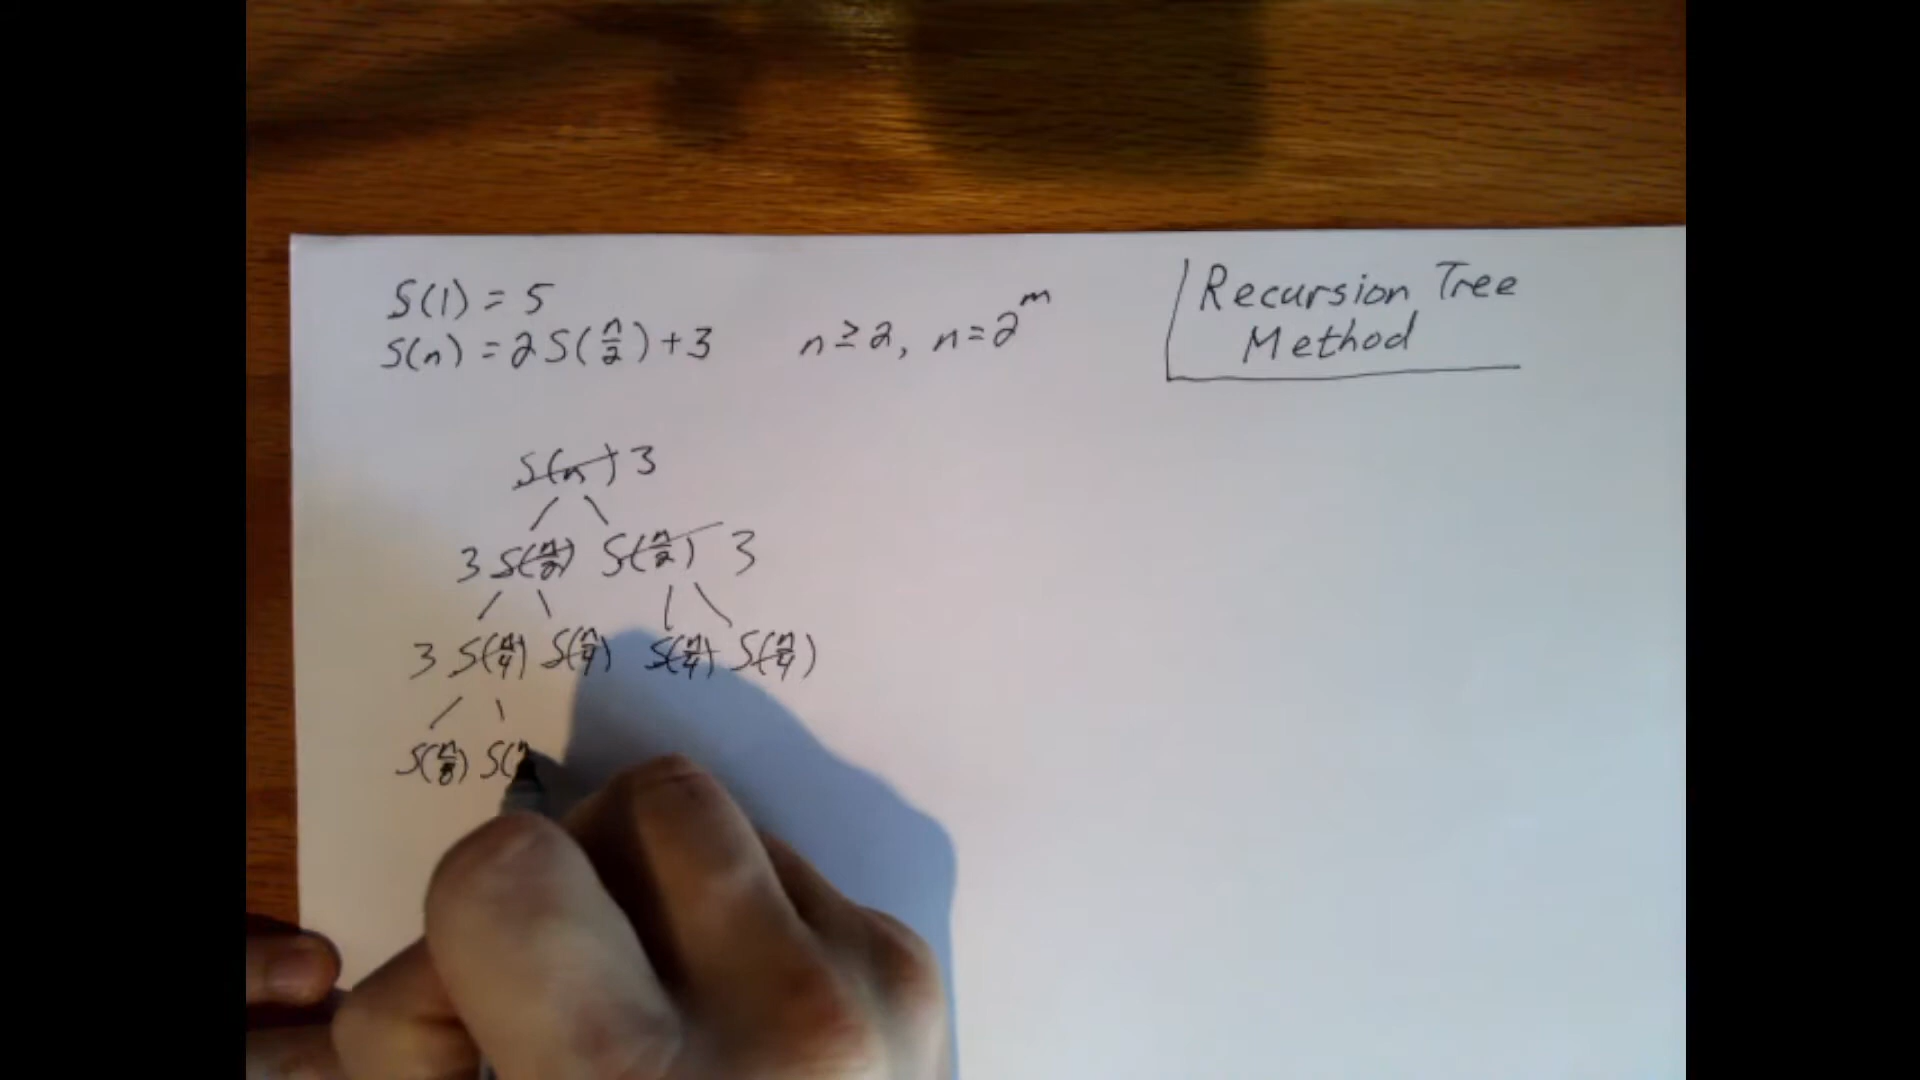 S(1) = 5
S(n) = 2S(n/2) + 3 n ≥ 2, n = 2^m
Recursion Tree
Method
S(n) 3
3 S(n/2) S(n/2) 3
3 S(n/4) S(n/4) S(n/4) S(n/4)
S(n/8) S(n